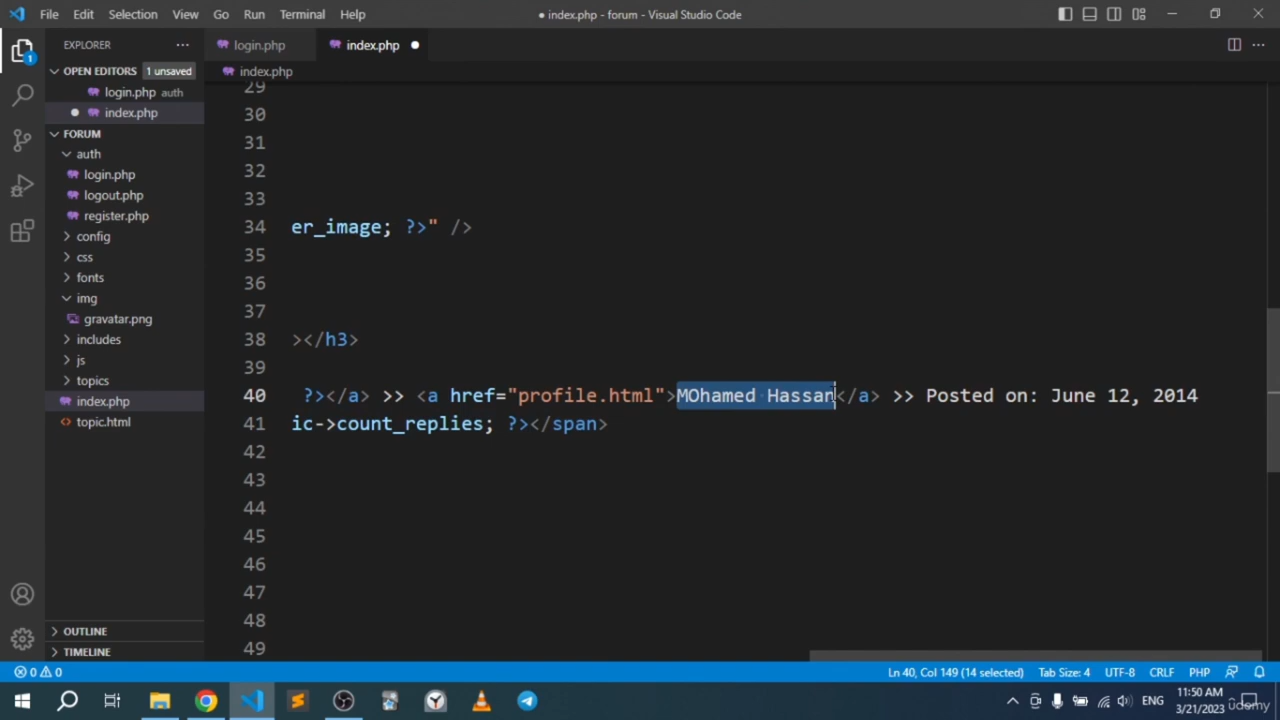 File Edit Selection View Go Run Terminal Help
● index.php - forum - Visual Studio Code
EXPLORER
login.php
index.php
OPEN EDITORS 1 unsaved
index.php
login.php auth
index.php
FORUM
auth
login.php
logout.php
register.php
config
css
fonts
img
gravatar.png
includes
js
topics
index.php
topic.html
OUTLINE
TIMELINE
29
30
31
32
33
34 er_image; ?>" />
35
36
37
38 ></h3>
39
40 ?></a> >> <a href="profile.html">MOhamed Hassan</a> >> Posted on: June 12, 2014
41 ic->count_replies; ?></span>
42
43
44
45
46
47
48
49
0 0
Ln 40, Col 149 (14 selected) Tab Size: 4 UTF-8 CRLF PHP
1
ENG
11:50 AM
3/21/2023
udemy